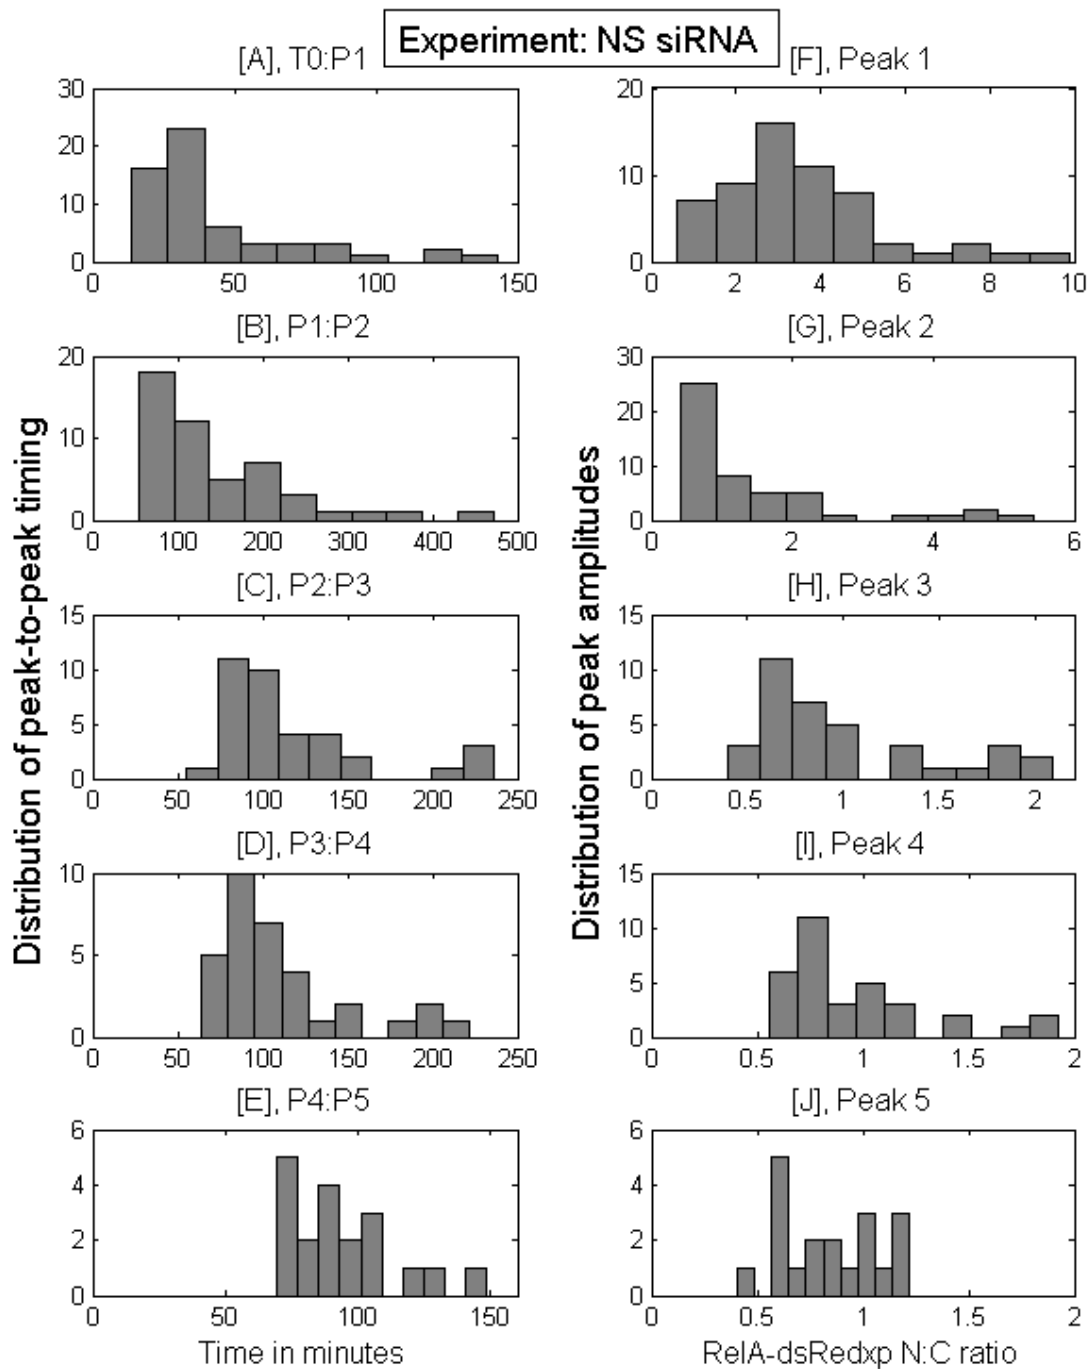 Experiment: NS siRNA
[A], T0:P1
30
20
10
0
0 50 100 150
[F], Peak 1
20
10
0
2 4 6 8 10
[B], P1:P2
20
10
0
0 100 200 300 400 500
[G], Peak 2
30
20
10
0
0 2 4 6
[C], P2:P3
15
10
5
0
0 50 100 150 200 250
[H], Peak 3
15
10
5
0
0 0.5 1 1.5 2
[D], P3:P4
10
5
0
0 50 100 150 200 250
[I], Peak 4
15
10
5
0
0 0.5 1 1.5 2
[E], P4:P5
6
4
2
0
0 50 100 150
Time in minutes
[J], Peak 5
6
4
2
0
0 0.5 1 1.5 2
RelA-dsRedxp N:C ratio
Distribution of peak-to-peak timing
Distribution of peak amplitudes